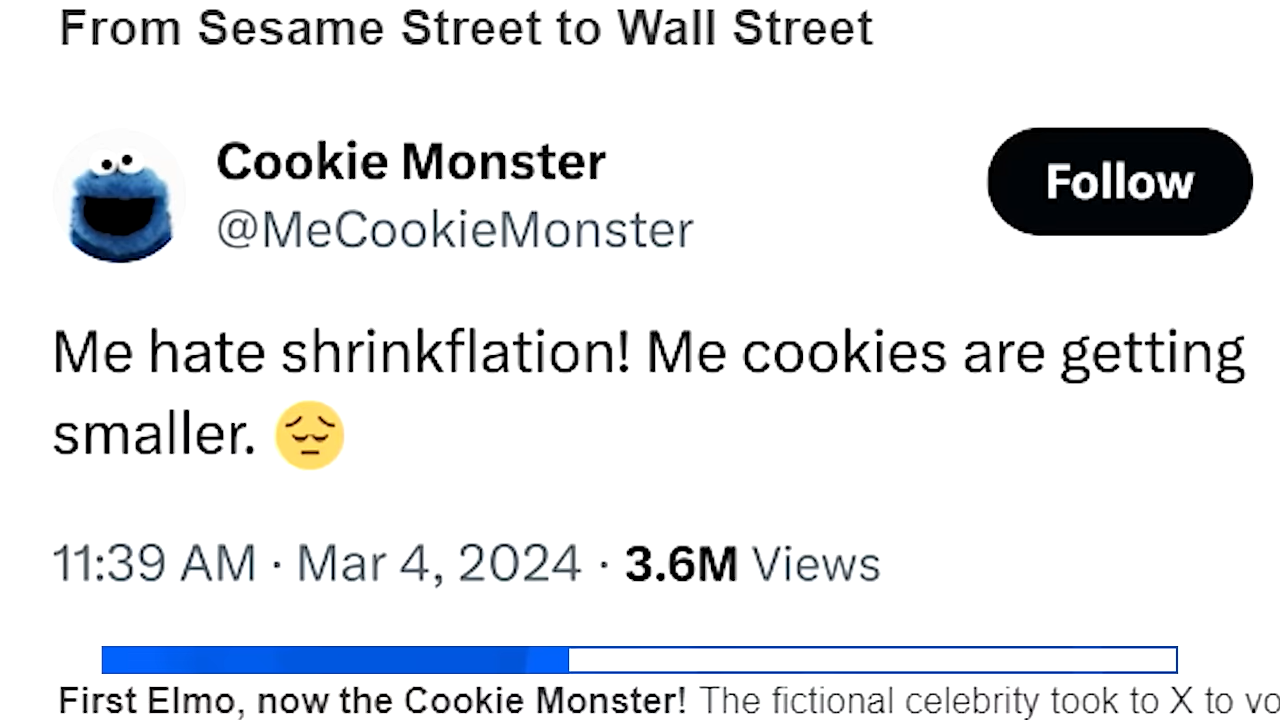 From Sesame Street to Wall Street
Cookie Monster
@MeCookieMonster
Follow
Me hate shrinkflation! Me cookies are getting
smaller. 😔
11:39 AM · Mar 4, 2024 · 3.6M Views
First Elmo, now the Cookie Monster! The fictional celebrity took to X to